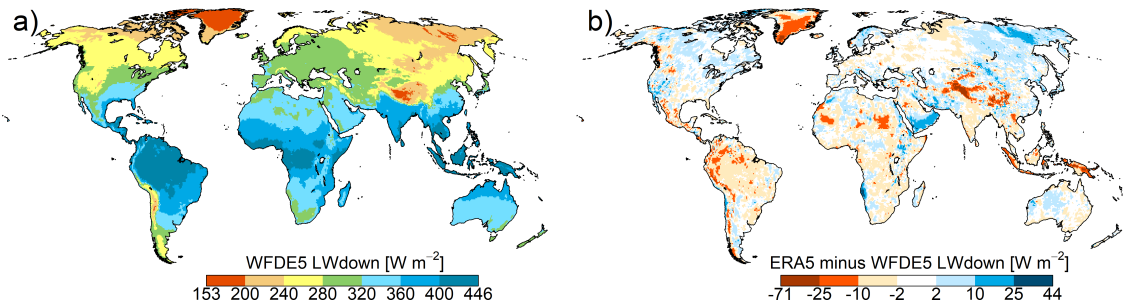 a)
WFDE5 LWdown [W m⁻²]
153 200 240 280 320 360 400 446
b)
ERA5 minus WFDE5 LWdown [W m⁻²]
-71 -25 -10 -2 2 10 25 44